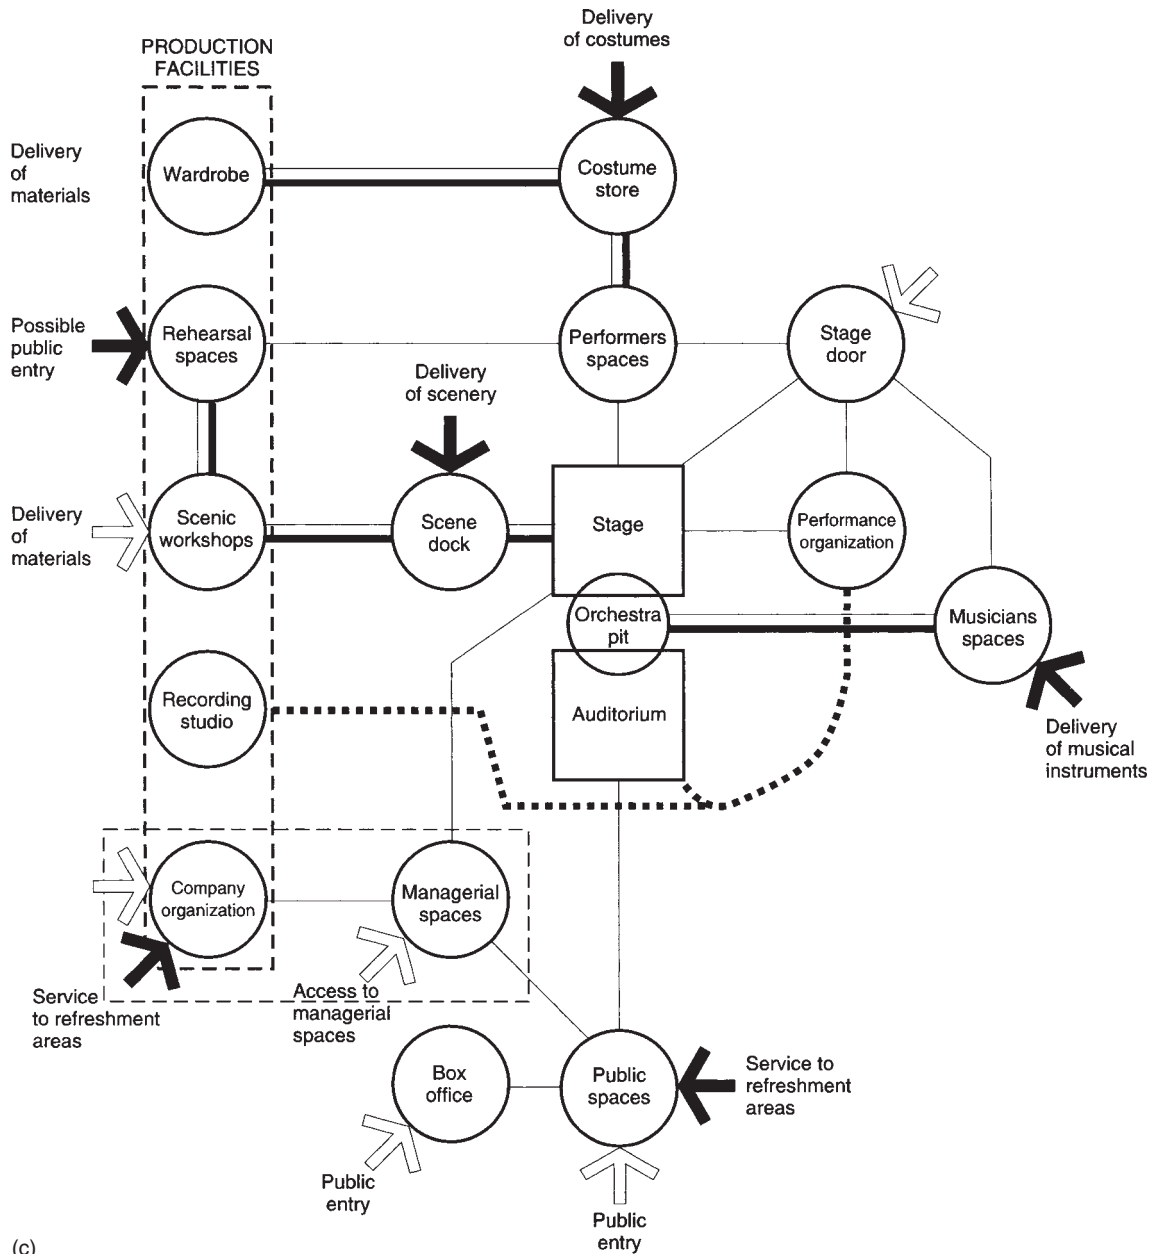 Delivery
of costumes
PRODUCTION
FACILITIES
Delivery
of
materials
Wardrobe
Costume
store
Possible
public
entry
Rehearsal
spaces
Performers
spaces
Stage
door
Delivery
of scenery
Delivery
of
materials
Scenic
workshops
Scene
dock
Stage
Performance
organization
Orchestra
pit
Musicians
spaces
Recording
studio
Auditorium
Delivery
of musical
instruments
Company
organization
Managerial
spaces
Service
to refreshment
areas
Access to
managerial
spaces
Box
office
Public
spaces
Service to
refreshment
areas
Public
entry
Public
entry
(c)